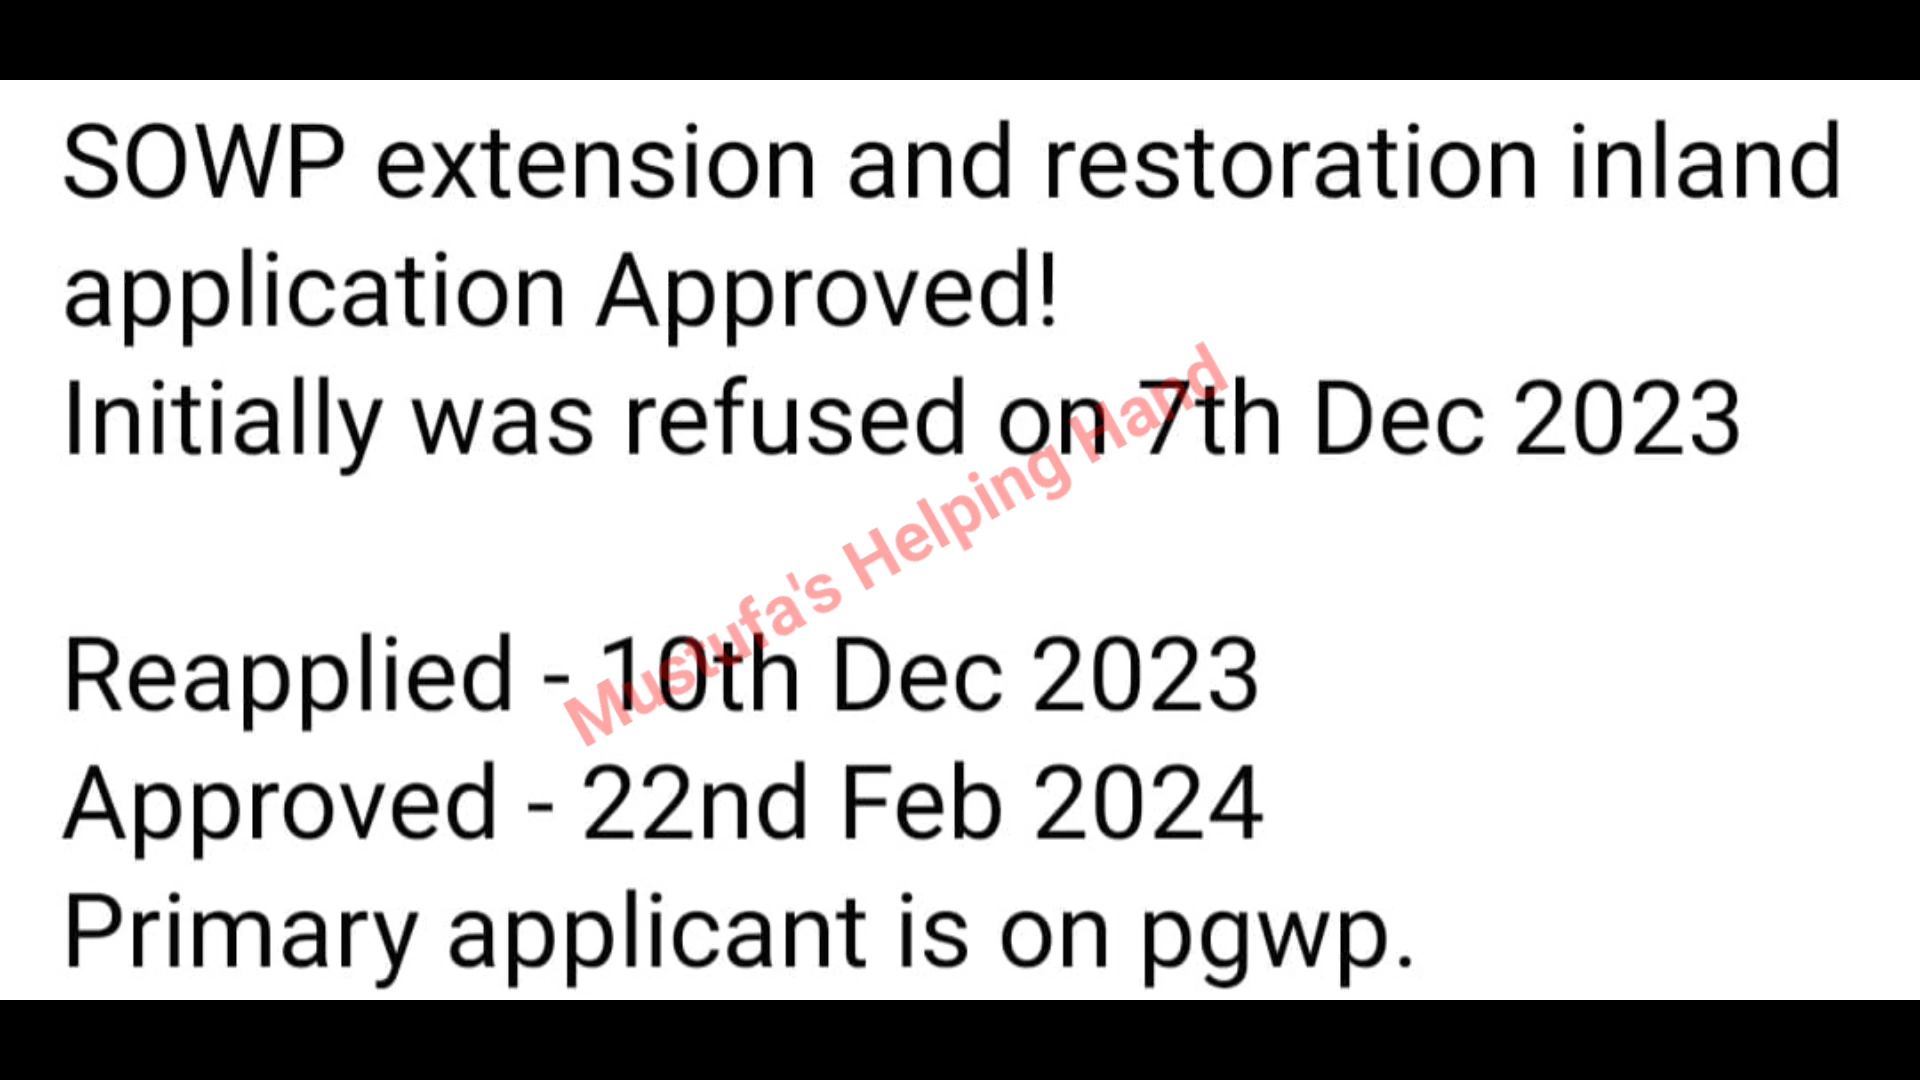 SOWP extension and restoration inland
application Approved!
Initially was refused on 7th Dec 2023
Mustufa's Helping Hand
Reapplied - 10th Dec 2023
Approved - 22nd Feb 2024
Primary applicant is on pgwp.